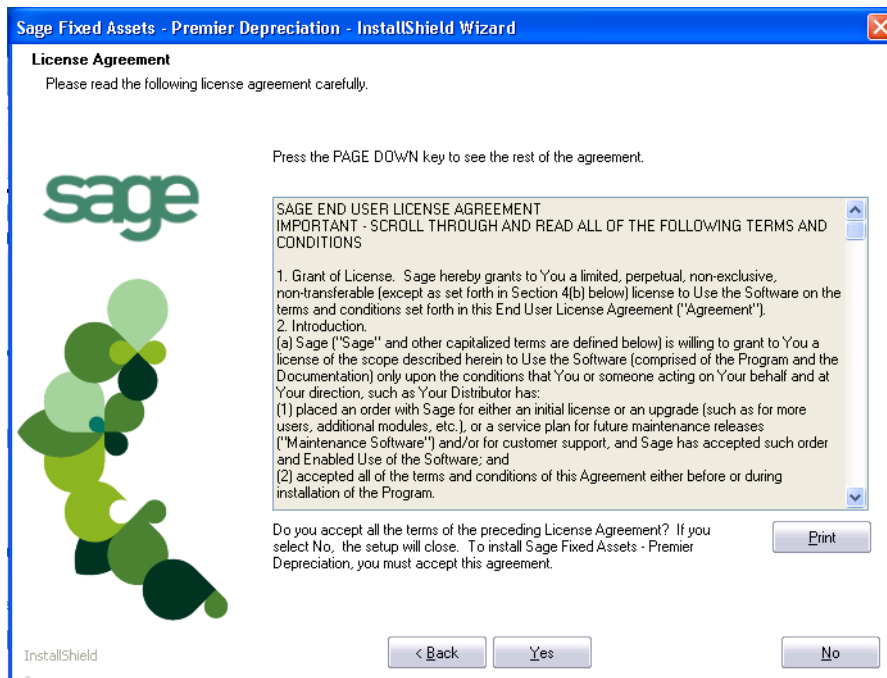 Sage Fixed Assets - Premier Depreciation - InstallShield Wizard
License Agreement
Please read the following license agreement carefully.
Press the PAGE DOWN key to see the rest of the agreement.
sage
SAGE END USER LICENSE AGREEMENT
IMPORTANT - SCROLL THROUGH AND READ ALL OF THE FOLLOWING TERMS AND
CONDITIONS
1. Grant of License.  Sage hereby grants to You a limited, perpetual, non-exclusive,
non-transferable (except as set forth in Section 4(b) below) license to Use the Software on the
terms and conditions set forth in this End User License Agreement ("Agreement").
2. Introduction.
(a) Sage ("Sage" and other capitalized terms are defined below) is willing to grant to You a
license of the scope described herein to Use the Software (comprised of the Program and the
Documentation) only upon the conditions that You or someone acting on Your behalf and at
Your direction, such as Your Distributor has:
(1) placed an order with Sage for either an initial license or an upgrade (such as for more
users, additional modules, etc.), or a service plan for future maintenance releases
("Maintenance Software") and/or for customer support, and Sage has accepted such order
and Enabled Use of the Software; and
(2) accepted all of the terms and conditions of this Agreement either before or during
installation of the Program.
Do you accept all the terms of the preceding License Agreement?  If you
select No,  the setup will close.  To install Sage Fixed Assets - Premier
Depreciation, you must accept this agreement.
Print
InstallShield
< Back
Yes
No